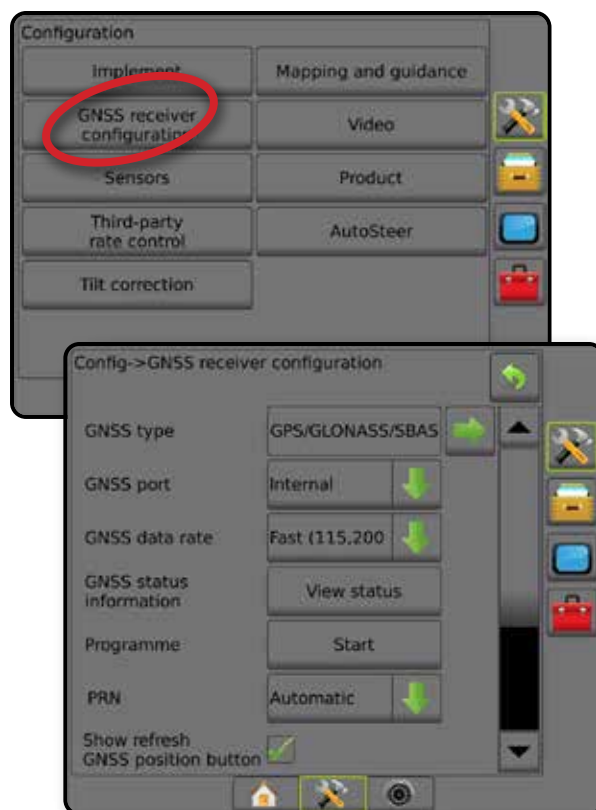 Configuration
Implement
Mapping and guidance
GNSS receiver
configuration
Video
Sensors
Product
Third-party
rate control
AutoSteer
Tilt correction
Config->GNSS receiver configuration
GNSS type
GPS/GLONASS/SBAS
GNSS port
Internal
GNSS data rate
Fast (115,200
GNSS status
information
View status
Programme
Start
PRN
Automatic
Show refresh
GNSS position button